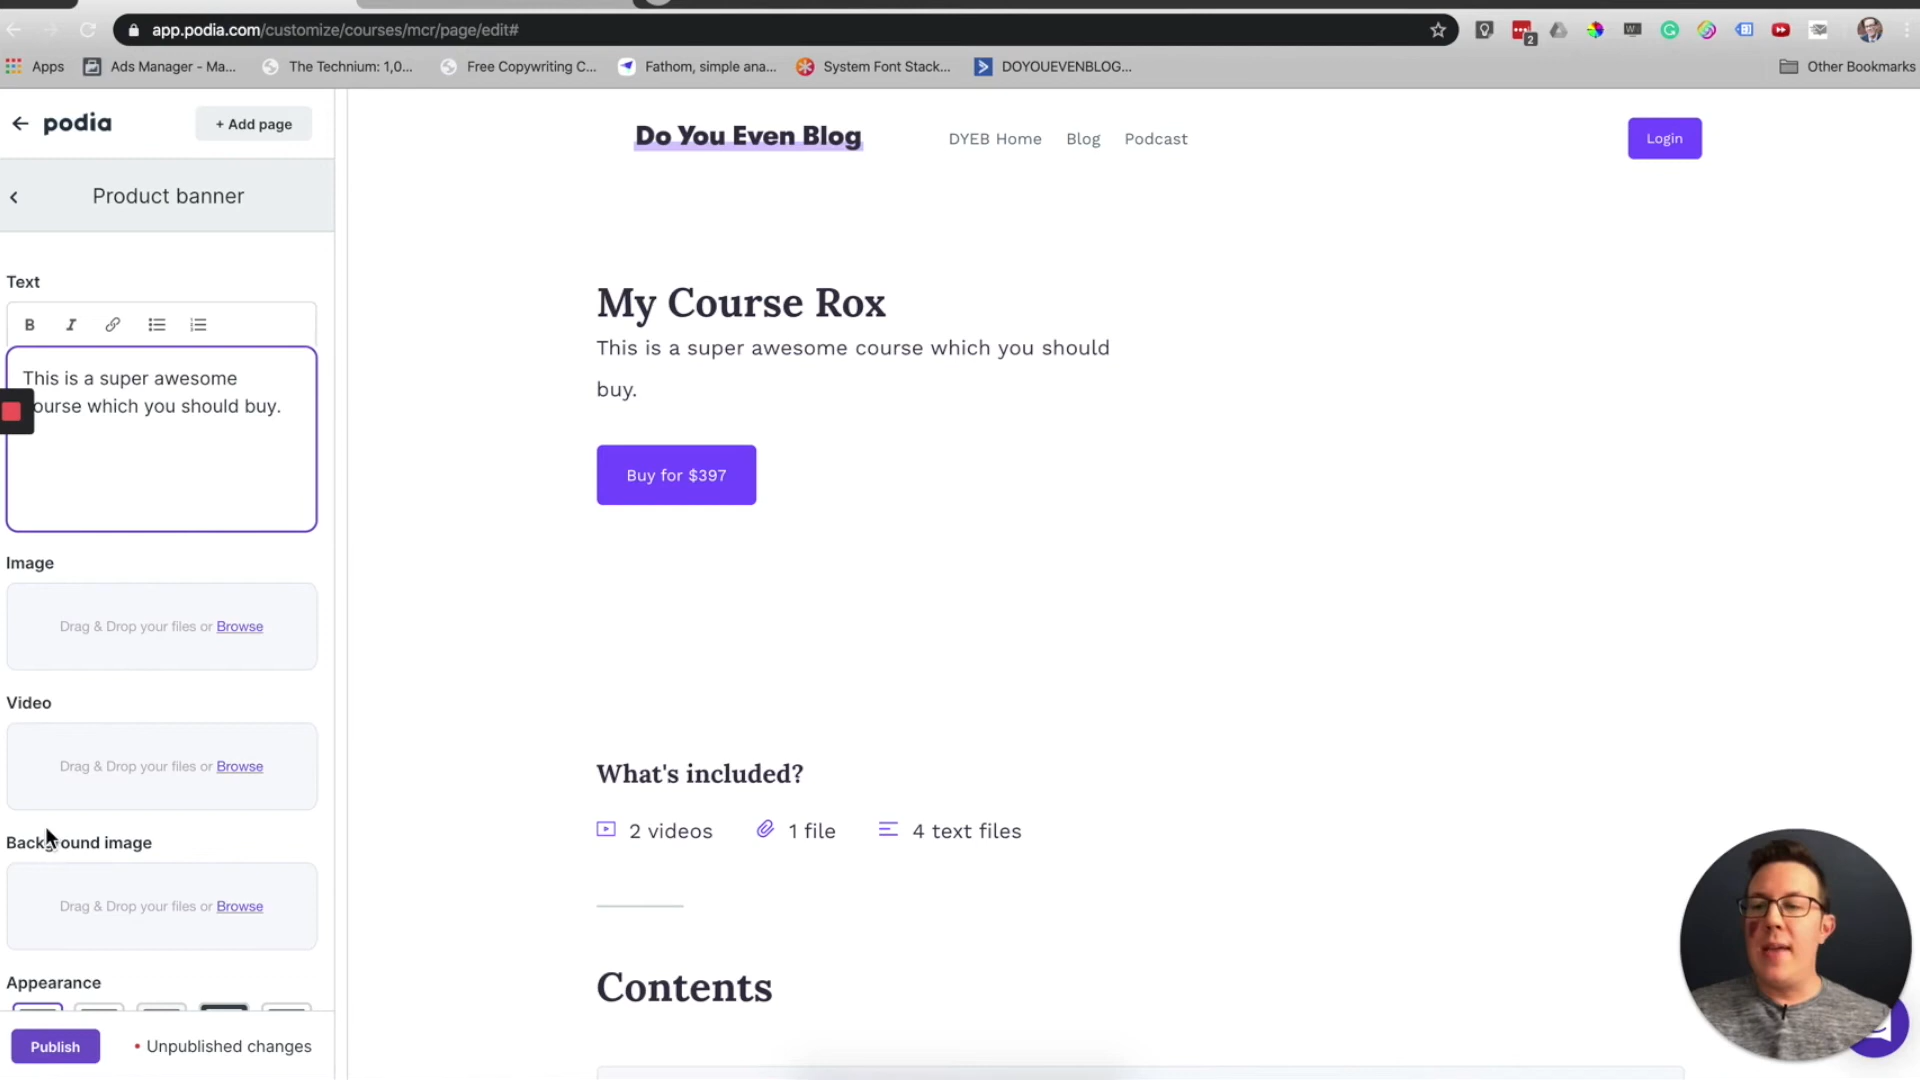 app.podia.com/customize/courses/mcr/page/edit#
2
Apps
Ads Manager - Ma...
The Technium: 1,0...
Free Copywriting C...
Fathom, simple ana...
System Font Stack...
DOYOUEVENBLOG...
Other Bookmarks
podia
+ Add page
Product banner
Text
B
I
This is a super awesome
ourse which you should buy.
Image
Drag & Drop your files or Browse
Video
Drag & Drop your files or Browse
Background image
Drag & Drop your files or Browse
Appearance
Publish
• Unpublished changes
Do You Even Blog
DYEB Home
Blog
Podcast
Login
My Course Rox
This is a super awesome course which you should
buy.
Buy for $397
What's included?
2 videos
1 file
4 text files
Contents